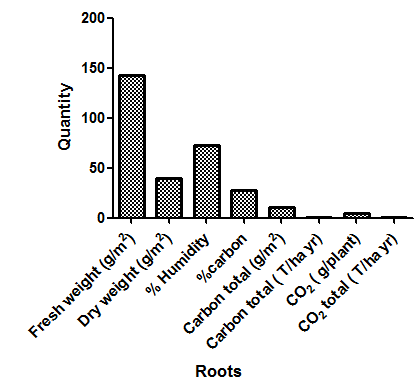 200
150
100
50
0
Quantity
Fresh weight (g/m²)
Dry weight (g/m²)
% Humidity
%carbon
Carbon total (g/m²)
Carbon total ( T/ha yr)
CO₂ ( g/plant)
CO₂ total ( T/ha yr)
Roots